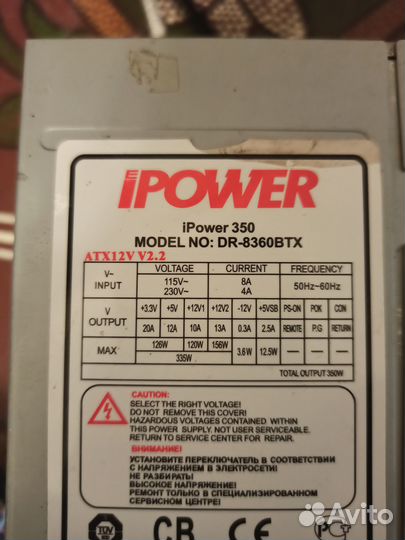 EIPOWER
iPower 350
MODEL NO: DR-8360BTX
ATX12V V2.2
V~ INPUT VOLTAGE CURRENT FREQUENCY
115V~ 8A 50Hz~60Hz
230V~ 4A
V OUTPUT +3.3V +5V +12V1 +12V2 -12V +5VSB PS-ON POK CON
20A 12A 10A 13A 0.3A 2.5A REMOTE P.G RETURN
MAX 126W 120W 156W 3.6W 12.5W — — —
335W
TOTAL OUTPUT 350W
CAUTION:
SELECT THE RIGHT VOLTAGE!
DO NOT REMOVE THIS COVER!
HAZARDOUS VOLTAGES CONTAINED WITHIN
THIS POWER SUPPLY. NOT USER SERVICEABLE.
RETURN TO SERVICE CENTER FOR REPAIR.
ВНИМАНИЕ!
УСТАНОВИТЕ ПЕРЕКЛЮЧАТЕЛЬ В СООТВЕТСТВИИ
С НАПРЯЖЕНИЕМ В ЭЛЕКТРОСЕТИ!
НЕ РАЗБИРАТЬ!
ВЫСОКОЕ НАПРЯЖЕНИЕ!
РЕМОНТ ТОЛЬКО В СПЕЦИАЛИЗИРОВАННОМ
СЕРВИСНОМ ЦЕНТРЕ!
TÜV CB CE РСТ
Avito